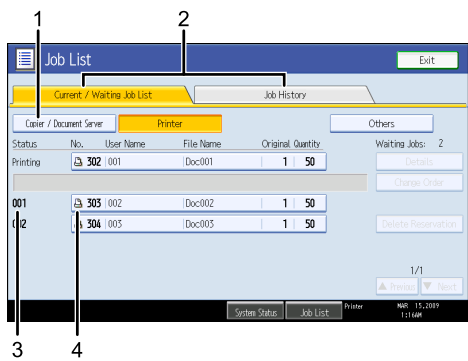 1
2
Job List
Exit
Current / Waiting Job List
Job History
Copier / Document Server
Printer
Others
Status
No.
User Name
File Name
Original
Quantity
Waiting Jobs: 2
Printing
302
001
Doc001
1
50
Details
Change Order
001
303
002
Doc002
1
50
002
304
003
Doc003
1
50
Delete Reservation
1/1
▲ Previous
▼ Next
System Status
Job List
Printer
MAR 15,2009
1:16AM
3
4